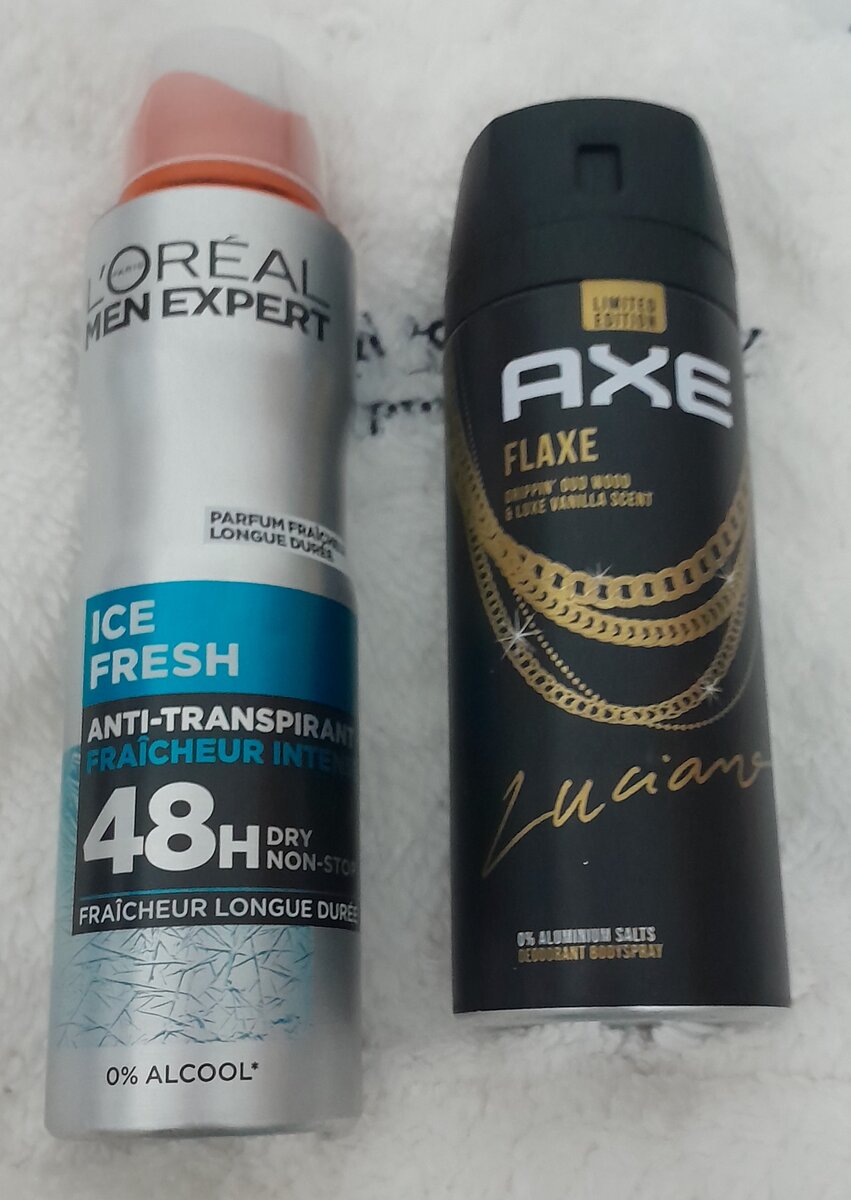 L'ORÉAL
PARIS
MEN EXPERT
PARFUM FRAÎCHEUR
LONGUE DURÉE
ICE
FRESH
ANTI-TRANSPIRANT
FRAÎCHEUR INTENSE
48H DRY
NON-STOP
FRAÎCHEUR LONGUE DURÉE
0% ALCOOL*
LIMITED
EDITION
AXE
FLAXE
DRIPPIN' OUD WOOD
& LUXE VANILLA SCENT
Luciano
0% ALUMINIUM SALTS
DEODORANT BODYSPRAY